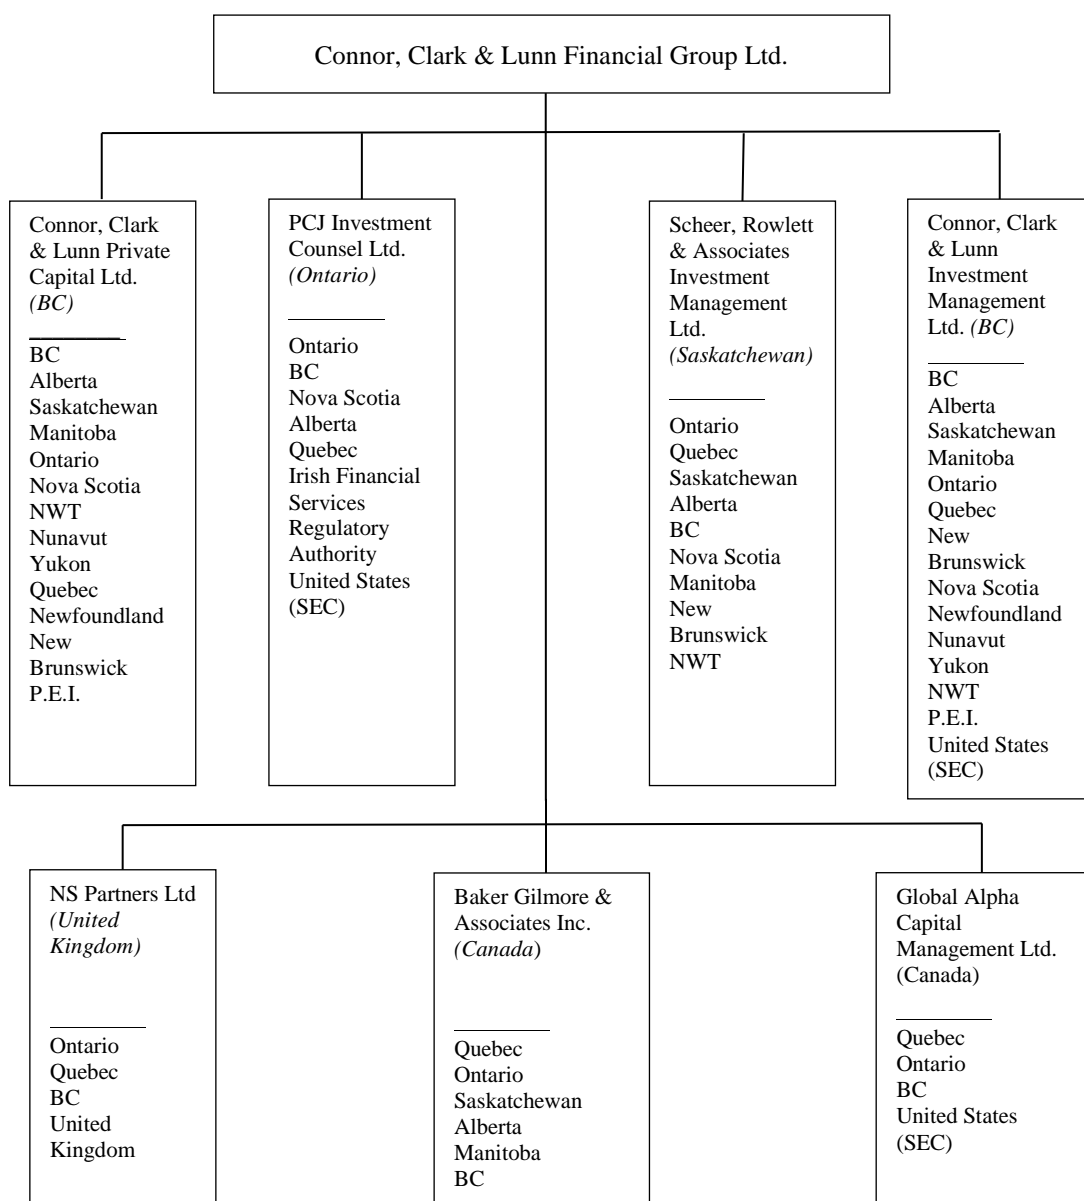 Connor, Clark & Lunn Financial Group Ltd.
Connor, Clark
& Lunn Private
Capital Ltd.
(BC)
BC
Alberta
Saskatchewan
Manitoba
Ontario
Nova Scotia
NWT
Nunavut
Yukon
Quebec
Newfoundland
New
Brunswick
P.E.I.
PCJ Investment
Counsel Ltd.
(Ontario)
Ontario
BC
Nova Scotia
Alberta
Quebec
Irish Financial
Services
Regulatory
Authority
United States
(SEC)
Scheer, Rowlett
& Associates
Investment
Management
Ltd.
(Saskatchewan)
Ontario
Quebec
Saskatchewan
Alberta
BC
Nova Scotia
Manitoba
New
Brunswick
NWT
Connor, Clark
& Lunn
Investment
Management
Ltd. (BC)
BC
Alberta
Saskatchewan
Manitoba
Ontario
Quebec
New
Brunswick
Nova Scotia
Newfoundland
Nunavut
Yukon
NWT
P.E.I.
United States
(SEC)
NS Partners Ltd
(United
Kingdom)
Ontario
Quebec
BC
United
Kingdom
Baker Gilmore &
Associates Inc.
(Canada)
Quebec
Ontario
Saskatchewan
Alberta
Manitoba
BC
Global Alpha
Capital
Management Ltd.
(Canada)
Quebec
Ontario
BC
United States
(SEC)